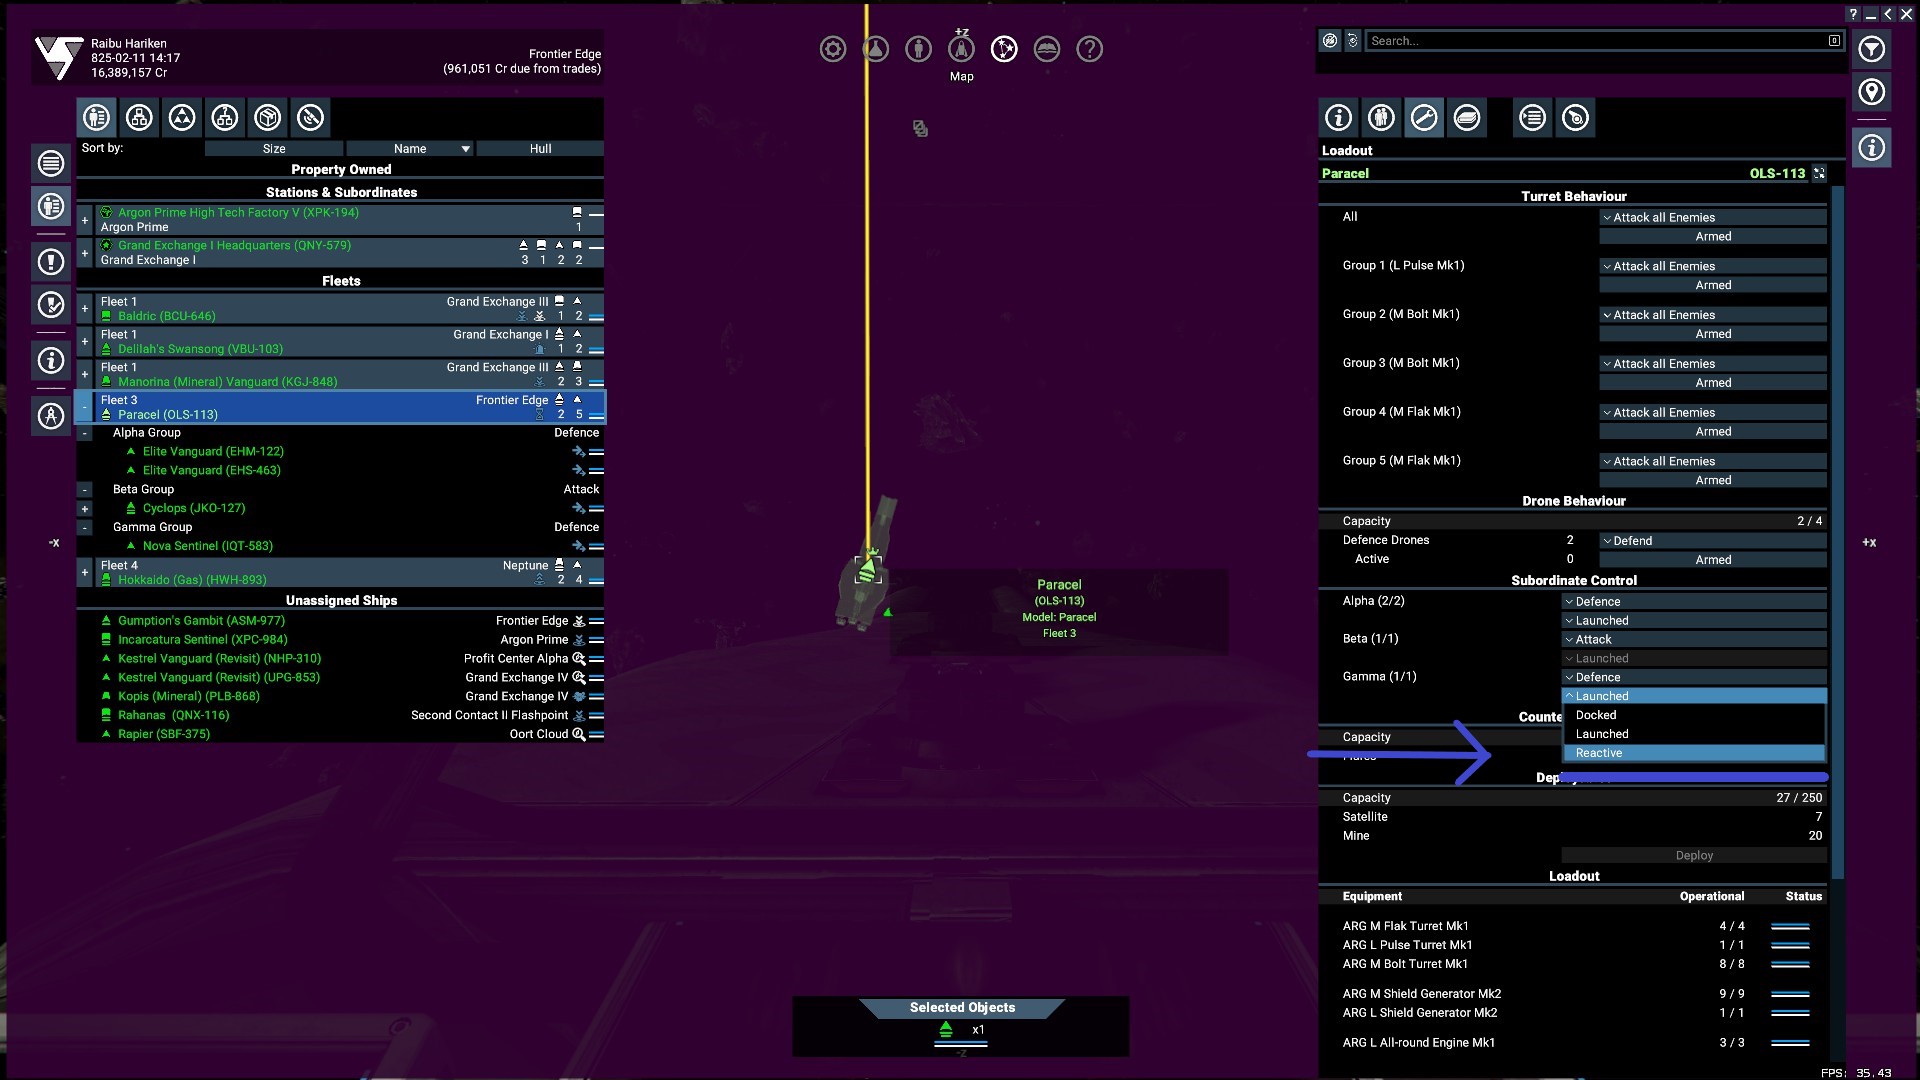 Raibu Hariken
825-02-11 14:17
16,389,157 Cr
Frontier Edge
(961,051 Cr due from trades)
Sort by:
Size
Name
Hull
Property Owned
Stations & Subordinates
+
Argon Prime High Tech Factory V (XPK-194)
Argon Prime
1
+
Grand Exchange I Headquarters (QNY-579)
Grand Exchange I
3 1 2 2
Fleets
+
Fleet 1
Grand Exchange III
Baldric (BCU-646)
1 2
+
Fleet 1
Grand Exchange I
Delilah's Swansong (VBU-103)
1 2
+
Fleet 1
Grand Exchange III
Manorina (Mineral) Vanguard (KGJ-848)
2 3
-
Fleet 3
Frontier Edge
Paracel (OLS-113)
2 5
- Alpha Group
Defence
Elite Vanguard (EHM-122)
Elite Vanguard (EHS-463)
- Beta Group
Attack
+ Cyclops (JKO-127)
- Gamma Group
Defence
Nova Sentinel (IQT-583)
+
Fleet 4
Neptune
Hokkaido (Gas) (HWH-893)
2 4
Unassigned Ships
Gumption's Gambit (ASM-977)
Frontier Edge
Incarcatura Sentinel (XPC-984)
Argon Prime
Kestrel Vanguard (Revisit) (NHP-310)
Profit Center Alpha
Kestrel Vanguard (Revisit) (UPG-853)
Grand Exchange IV
Kopis (Mineral) (PLB-868)
Grand Exchange IV
Rahanas (QNX-116)
Second Contact II Flashpoint
Rapier (SBF-375)
Oort Cloud
-x
+z
Map
Paracel
(OLS-113)
Model: Paracel
Fleet 3
Selected Objects
x1
-z
+x
? _ < X
Search...
Loadout
Paracel
OLS-113
Turret Behaviour
All
Attack all Enemies
Armed
Group 1 (L Pulse Mk1)
Attack all Enemies
Armed
Group 2 (M Bolt Mk1)
Attack all Enemies
Armed
Group 3 (M Bolt Mk1)
Attack all Enemies
Armed
Group 4 (M Flak Mk1)
Attack all Enemies
Armed
Group 5 (M Flak Mk1)
Attack all Enemies
Armed
Drone Behaviour
Capacity
2 / 4
Defence Drones
2
Defend
Active
0
Armed
Subordinate Control
Alpha (2/2)
Defence
Launched
Beta (1/1)
Attack
Launched
Gamma (1/1)
Defence
Launched
Docked
Launched
Reactive
Counte
Capacity
Dep
Capacity
27 / 250
Satellite
7
Mine
20
Deploy
Loadout
Equipment
Operational
Status
ARG M Flak Turret Mk1
4 / 4
ARG L Pulse Turret Mk1
1 / 1
ARG M Bolt Turret Mk1
8 / 8
ARG M Shield Generator Mk2
9 / 9
ARG L Shield Generator Mk2
1 / 1
ARG L All-round Engine Mk1
3 / 3
FPS: 35.43